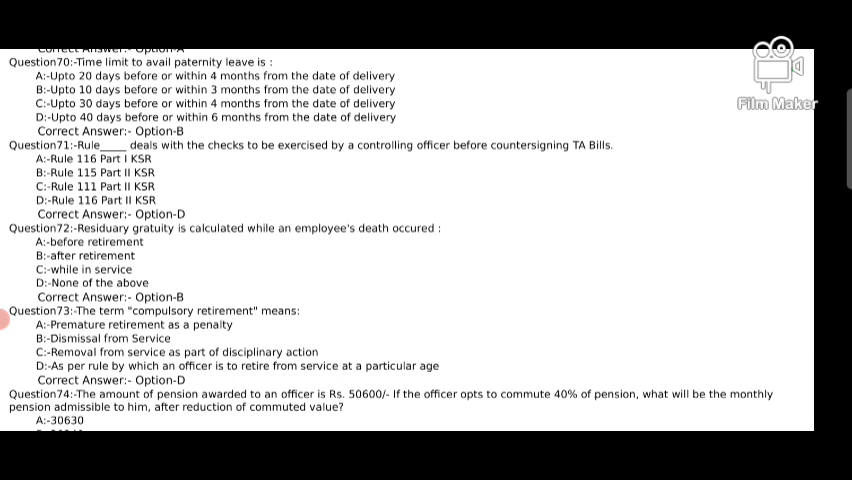 Correct Answer:- Option-A
Question70:-Time limit to avail paternity leave is :
A:-Upto 20 days before or within 4 months from the date of delivery
B:-Upto 10 days before or within 3 months from the date of delivery
C:-Upto 30 days before or within 4 months from the date of delivery
D:-Upto 40 days before or within 6 months from the date of delivery
Correct Answer:- Option-B
Question71:-Rule_____ deals with the checks to be exercised by a controlling officer before countersigning TA Bills.
A:-Rule 116 Part I KSR
B:-Rule 115 Part II KSR
C:-Rule 111 Part II KSR
D:-Rule 116 Part II KSR
Correct Answer:- Option-D
Question72:-Residuary gratuity is calculated while an employee's death occured :
A:-before retirement
B:-after retirement
C:-while in service
D:-None of the above
Correct Answer:- Option-B
Question73:-The term "compulsory retirement" means:
A:-Premature retirement as a penalty
B:-Dismissal from Service
C:-Removal from service as part of disciplinary action
D:-As per rule by which an officer is to retire from service at a particular age
Correct Answer:- Option-D
Question74:-The amount of pension awarded to an officer is Rs. 50600/- If the officer opts to commute 40% of pension, what will be the monthly
pension admissible to him, after reduction of commuted value?
A:-30630
Film Maker